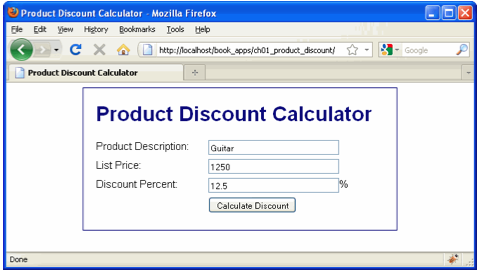 Product Discount Calculator - Mozilla Firefox
File Edit View History Bookmarks Tools Help
http://localhost/book_apps/ch01_product_discount/ Google
Product Discount Calculator
Product Discount Calculator
Product Description: Guitar
List Price: 1250
Discount Percent: 12.5 %
Calculate Discount
Done